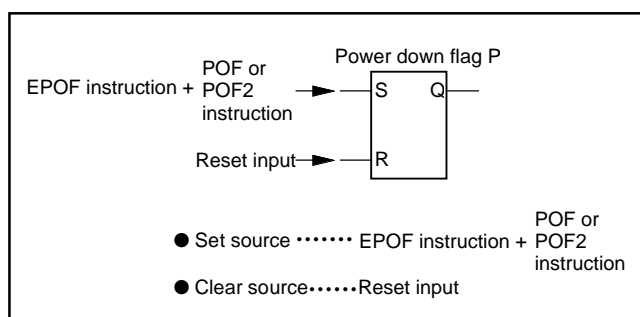 Power down flag P
EPOF instruction + POF or
POF2
instruction
S Q
Reset input
R
● Set source ······· EPOF instruction + POF or
POF2
instruction
● Clear source······Reset input